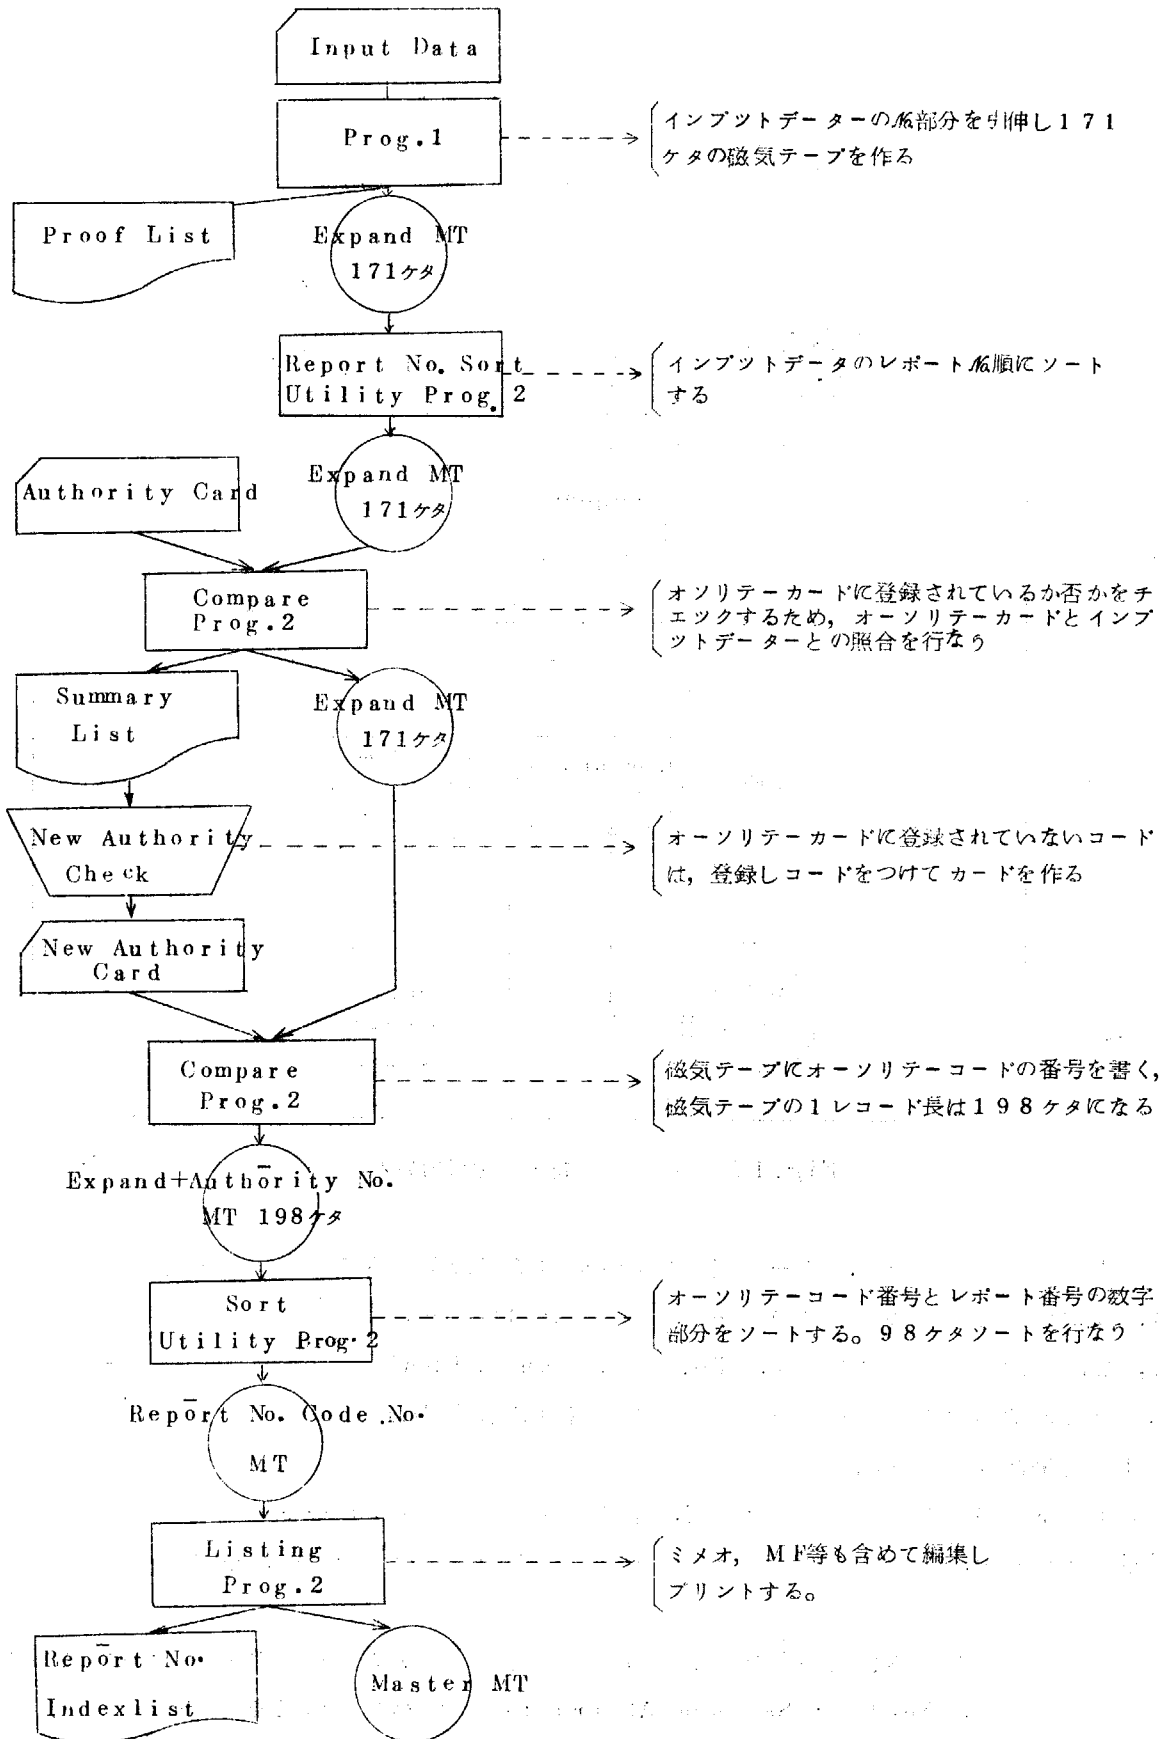 Input Data
Prog.1
インプットデーターの№部分を引伸し171
ケタの磁気テープを作る
Proof List
Expand MT
171ケタ
Report No. Sort
Utility Prog. 2
インプットデータのレポート№順にソート
する
Authority Card
Expand MT
171ケタ
Compare
Prog.2
オソリテーカードに登録されているか否かをチ
ェックするため，オーソリテーカードとインプ
ットデーターとの照合を行なう
Summary
List
Expand MT
171ケタ
New Authority
Check
オーソリテーカードに登録されていないコード
は，登録しコードをつけてカードを作る
New Authority
Card
Compare
Prog.2
磁気テープにオーソリテーコードの番号を書く，
磁気テープの1レコード長は198ケタになる
Expand+Authority No.
MT 198ケタ
Sort
Utility Prog.2
オーソリテーコード番号とレポート番号の数字
部分をソートする。98ケタソートを行なう
Report No. Code No.
MT
Listing
Prog.2
ミメオ，MF等も含めて編集し
プリントする。
Report No.
Indexlist
Master MT